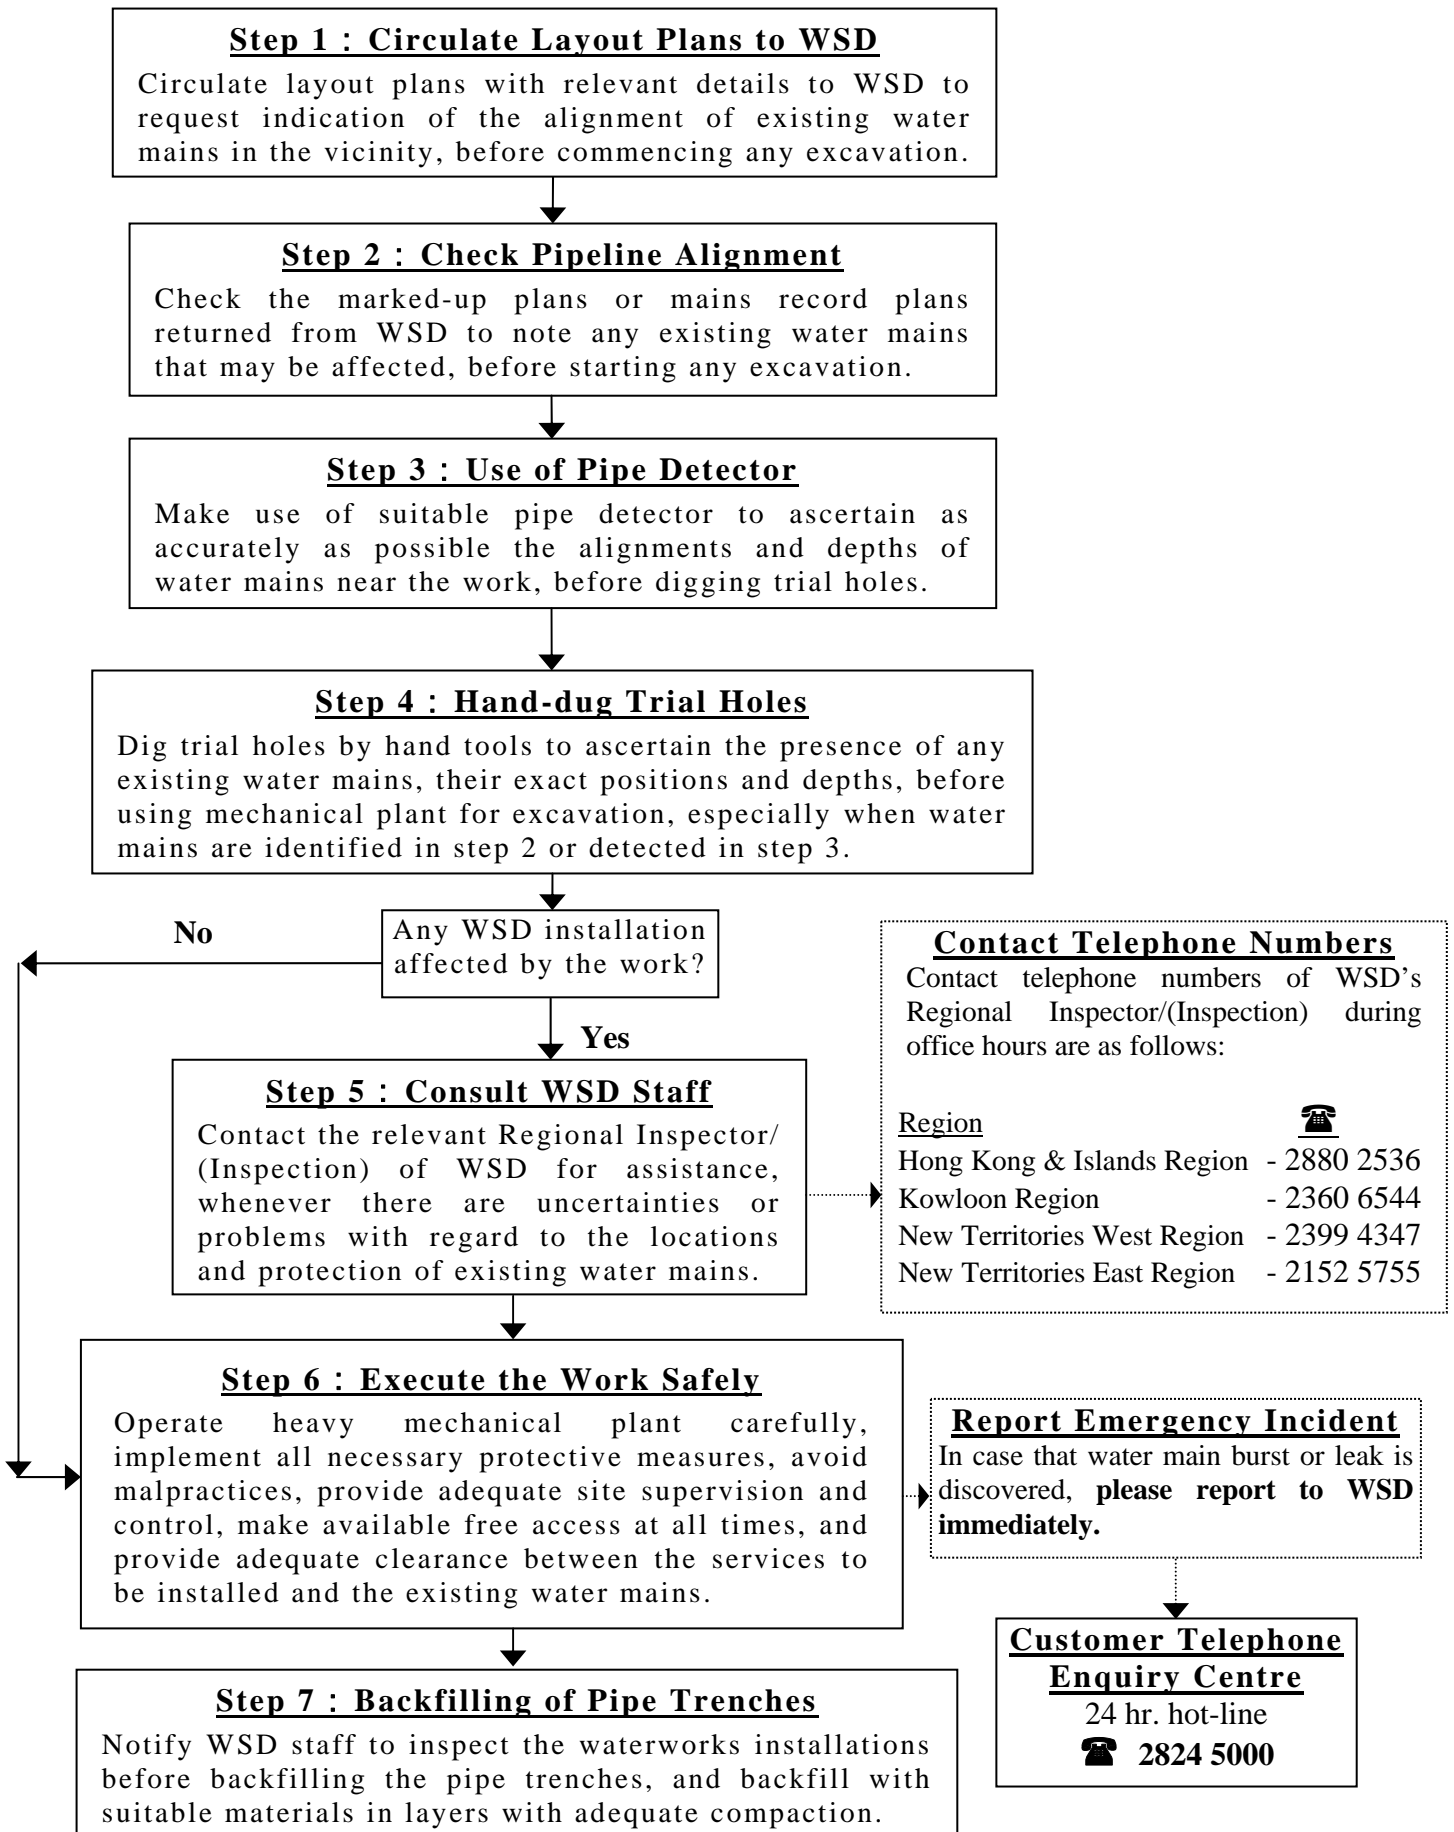 Step 1：Circulate Layout Plans to WSD
Circulate layout plans with relevant details to WSD to
request indication of the alignment of existing water
mains in the vicinity, before commencing any excavation.
Step 2：Check Pipeline Alignment
Check the marked-up plans or mains record plans
returned from WSD to note any existing water mains
that may be affected, before starting any excavation.
Step 3：Use of Pipe Detector
Make use of suitable pipe detector to ascertain as
accurately as possible the alignments and depths of
water mains near the work, before digging trial holes.
Step 4：Hand-dug Trial Holes
Dig trial holes by hand tools to ascertain the presence of any
existing water mains, their exact positions and depths, before
using mechanical plant for excavation, especially when water
mains are identified in step 2 or detected in step 3.
No
Any WSD installation
affected by the work?
Yes
Step 5：Consult WSD Staff
Contact the relevant Regional Inspector/
(Inspection) of WSD for assistance,
whenever there are uncertainties or
problems with regard to the locations
and protection of existing water mains.
Contact Telephone Numbers
Contact telephone numbers of WSD’s
Regional Inspector/(Inspection) during
office hours are as follows:
Region ☎
Hong Kong & Islands Region - 2880 2536
Kowloon Region - 2360 6544
New Territories West Region - 2399 4347
New Territories East Region - 2152 5755
Step 6：Execute the Work Safely
Operate heavy mechanical plant carefully,
implement all necessary protective measures, avoid
malpractices, provide adequate site supervision and
control, make available free access at all times, and
provide adequate clearance between the services to
be installed and the existing water mains.
Report Emergency Incident
In case that water main burst or leak is
discovered, please report to WSD
immediately.
Customer Telephone
Enquiry Centre
24 hr. hot-line
☎ 2824 5000
Step 7：Backfilling of Pipe Trenches
Notify WSD staff to inspect the waterworks installations
before backfilling the pipe trenches, and backfill with
suitable materials in layers with adequate compaction.